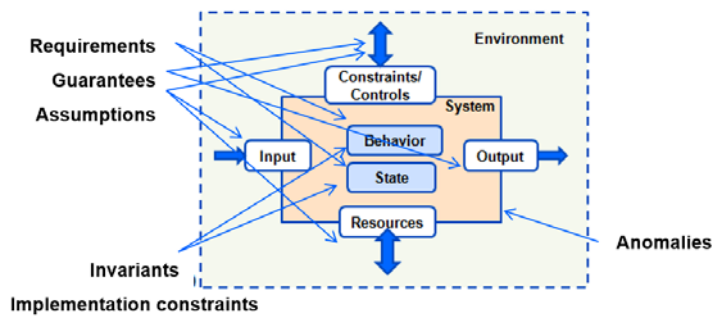 Requirements
Environment
Guarantees
Constraints/
Controls
Assumptions
System
Behavior
Input
Output
State
Resources
Anomalies
Invariants
Implementation constraints